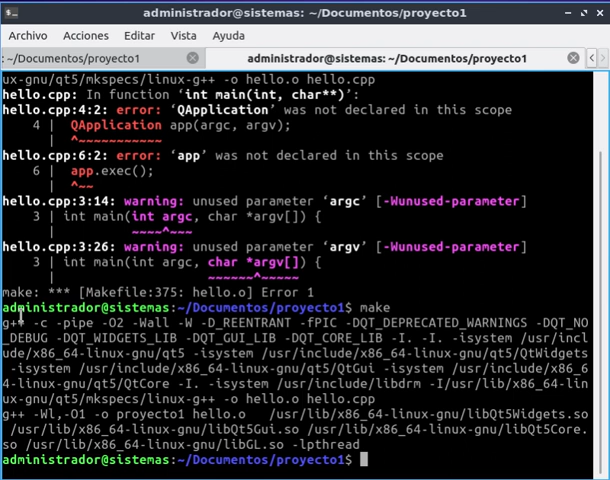 administrador@sistemas: ~/Documentos/proyecto1
Archivo Acciones Editar Vista Ayuda
: ~/Documentos/proyecto1 administrador@sistemas: ~/Documentos/proyecto1
ux-gnu/qt5/mkspecs/linux-g++ -o hello.o hello.cpp
hello.cpp: In function ‘int main(int, char**)’:
hello.cpp:4:2: error: ‘QApplication’ was not declared in this scope
4 | QApplication app(argc, argv);
| ^~~~~~~~~~~~
hello.cpp:6:2: error: ‘app’ was not declared in this scope
6 | app.exec();
| ^~~
hello.cpp:3:14: warning: unused parameter ‘argc’ [-Wunused-parameter]
3 | int main(int argc, char *argv[]) {
| ~~~~^~~~
hello.cpp:3:26: warning: unused parameter ‘argv’ [-Wunused-parameter]
3 | int main(int argc, char *argv[]) {
| ~~~~~~^~~~~~
make: *** [Makefile:375: hello.o] Error 1
administrador@sistemas:~/Documentos/proyecto1$ make
g++ -c -pipe -O2 -Wall -W -D_REENTRANT -fPIC -DQT_DEPRECATED_WARNINGS -DQT_NO
_DEBUG -DQT_WIDGETS_LIB -DQT_GUI_LIB -DQT_CORE_LIB -I. -I. -isystem /usr/incl
ude/x86_64-linux-gnu/qt5 -isystem /usr/include/x86_64-linux-gnu/qt5/QtWidgets
-isystem /usr/include/x86_64-linux-gnu/qt5/QtGui -isystem /usr/include/x86_6
4-linux-gnu/qt5/QtCore -I. -isystem /usr/include/libdrm -I/usr/lib/x86_64-lin
ux-gnu/qt5/mkspecs/linux-g++ -o hello.o hello.cpp
g++ -Wl,-O1 -o proyecto1 hello.o /usr/lib/x86_64-linux-gnu/libQt5Widgets.so
/usr/lib/x86_64-linux-gnu/libQt5Gui.so /usr/lib/x86_64-linux-gnu/libQt5Core.
so /usr/lib/x86_64-linux-gnu/libGL.so -lpthread
administrador@sistemas:~/Documentos/proyecto1$